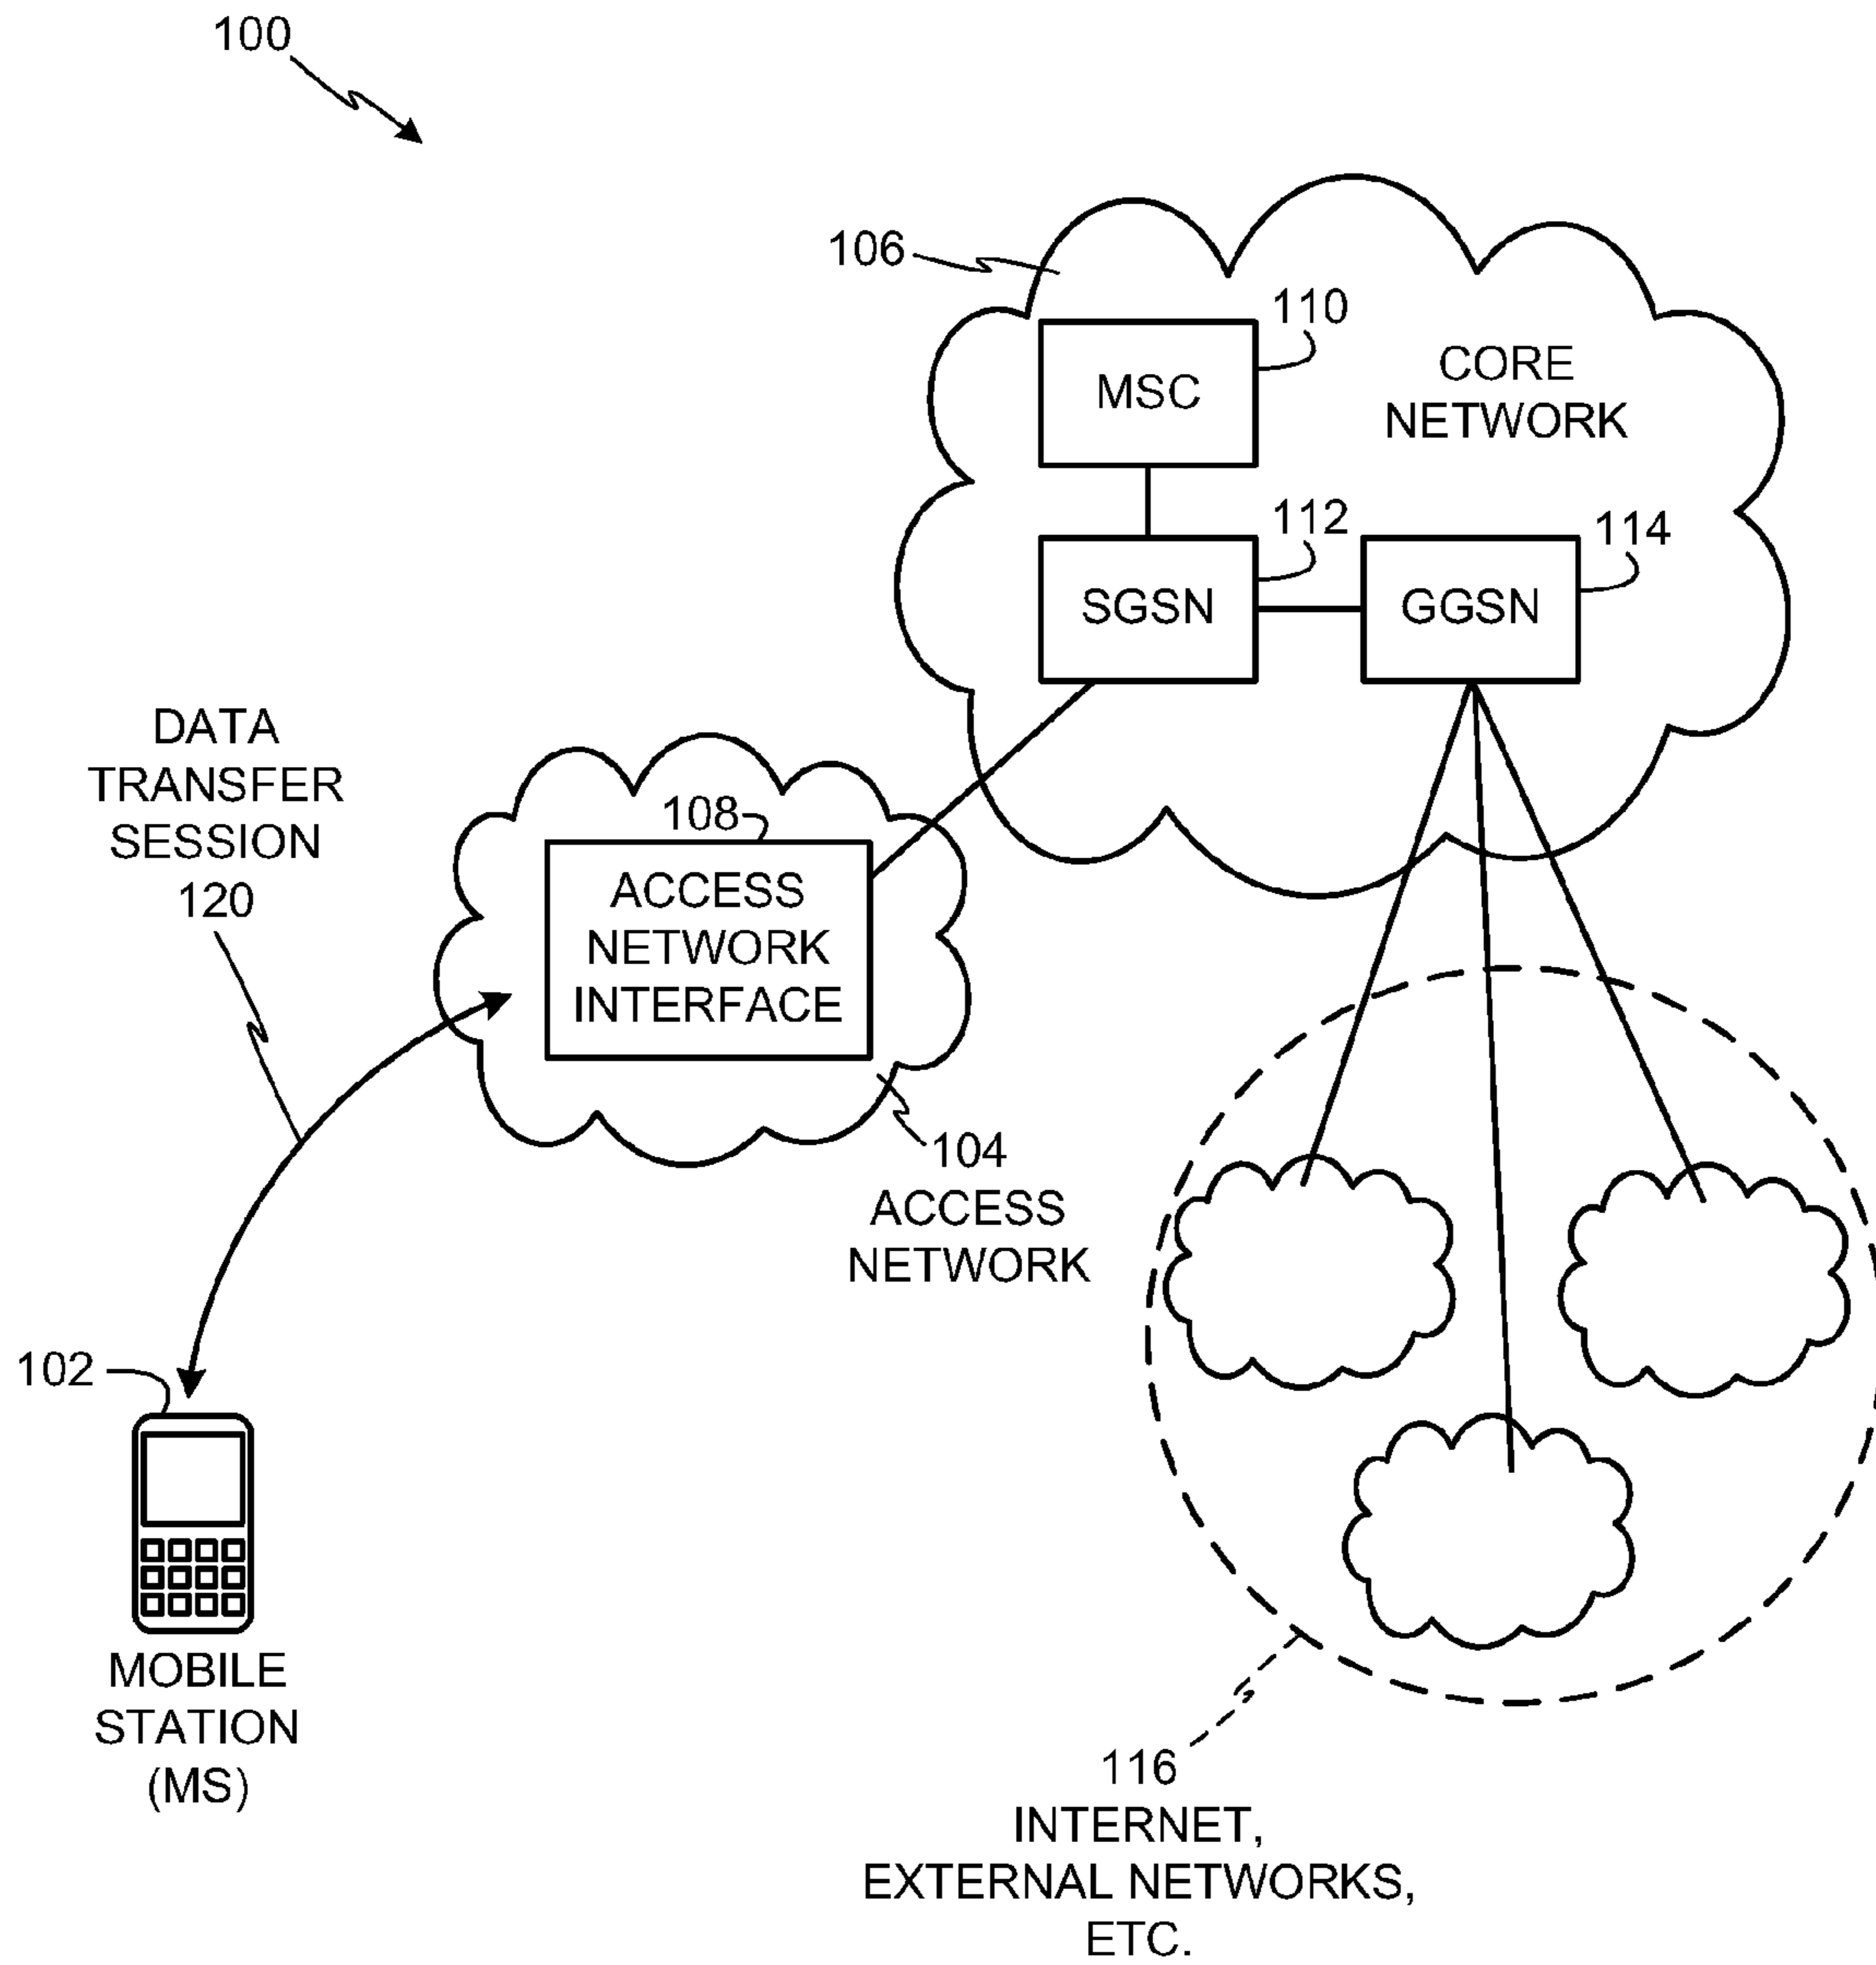 100
106
110
MSC
CORE
NETWORK
112
114
SGSN
GGSN
DATA
TRANSFER
SESSION
120
108
ACCESS
NETWORK
INTERFACE
104
ACCESS
NETWORK
102
MOBILE
STATION
(MS)
116
INTERNET,
EXTERNAL NETWORKS,
ETC.